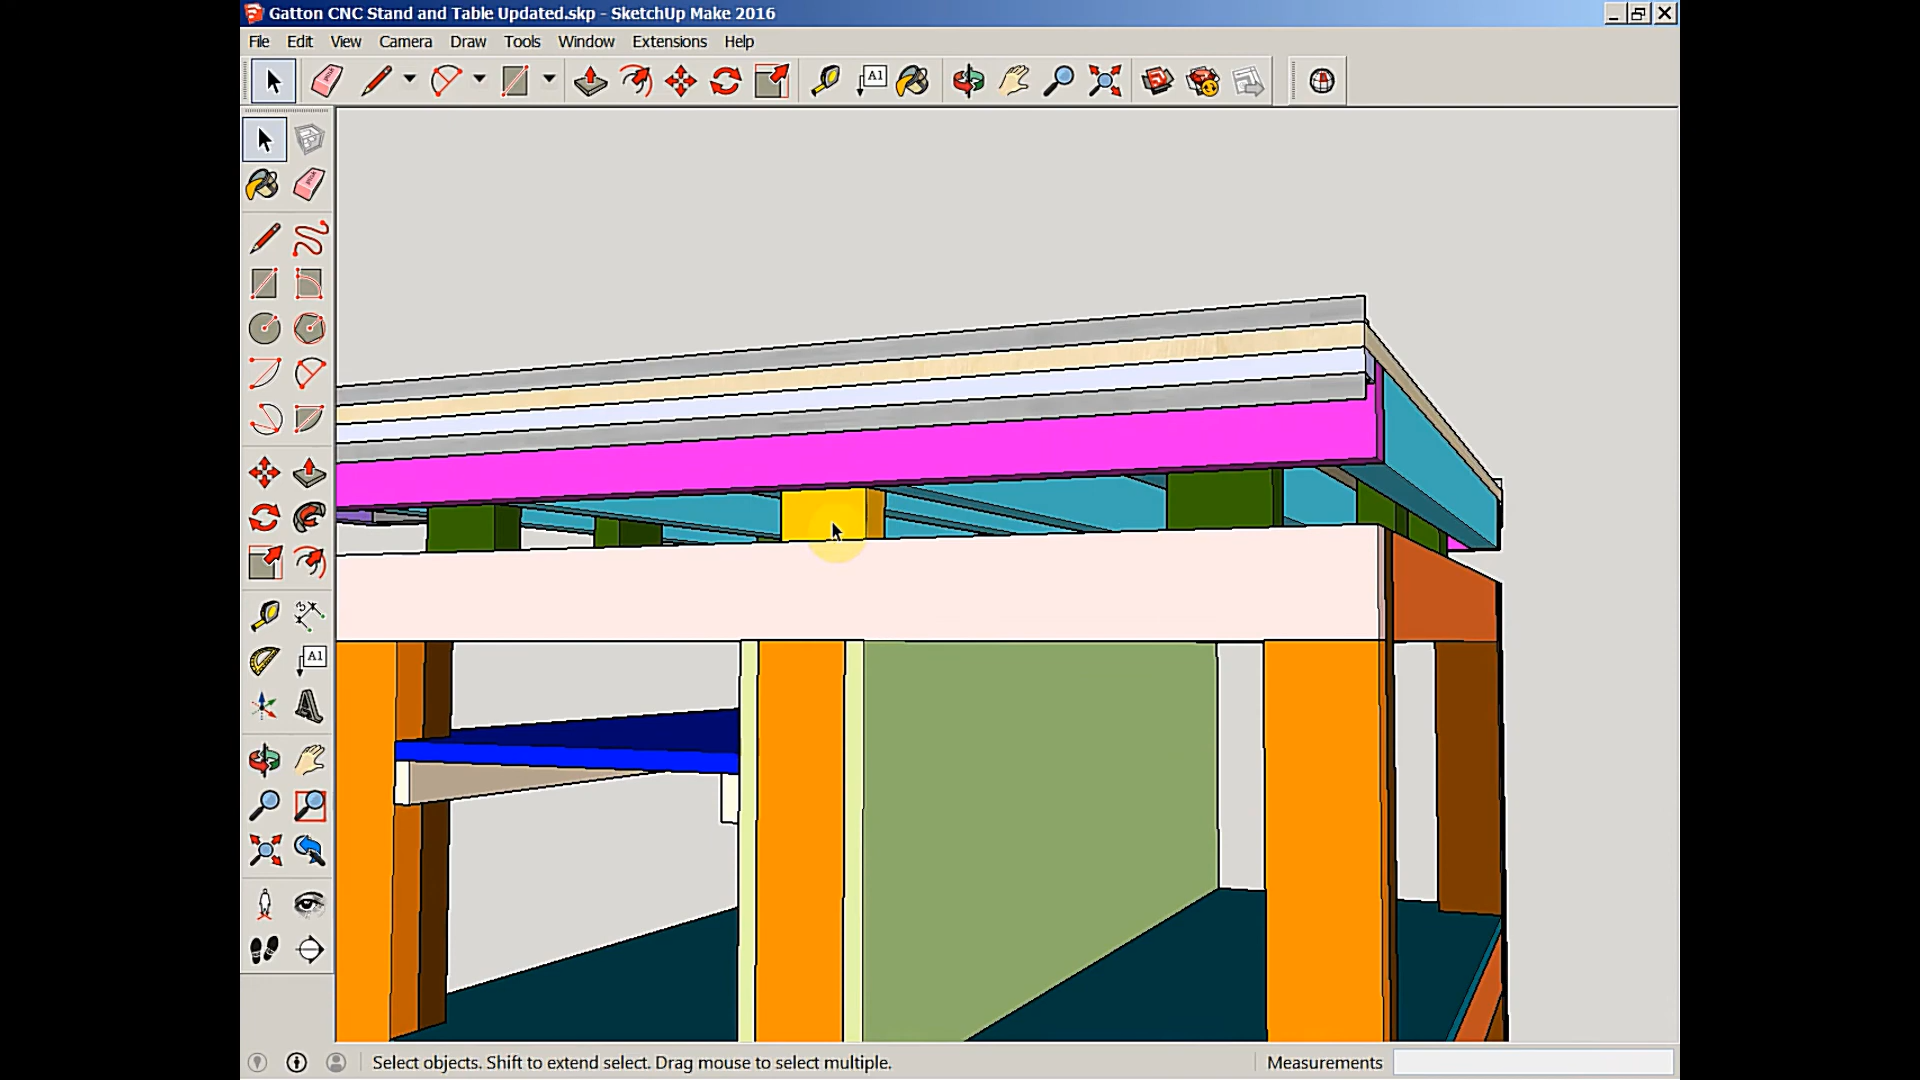 Gatton CNC Stand and Table Updated.skp - SketchUp Make 2016
File Edit View Camera Draw Tools Window Extensions Help
A1
A1
Select objects. Shift to extend select. Drag mouse to select multiple.
Measurements